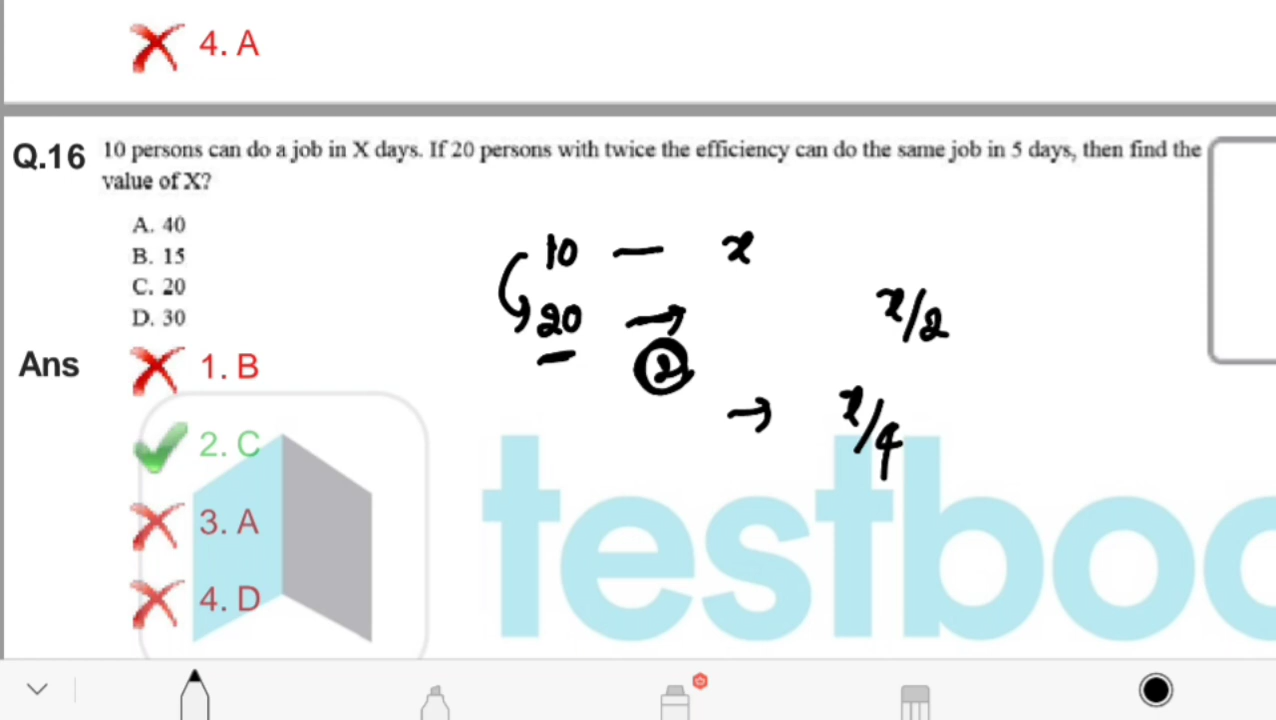 4. A
Q.16 10 persons can do a job in X days. If 20 persons with twice the efficiency can do the same job in 5 days, then find the
value of X?
A. 40
B. 15
C. 20
D. 30
Ans
1. B
2. C
3. A
4. D
10 — x
20 → x/2
2
→ x/4
testboo